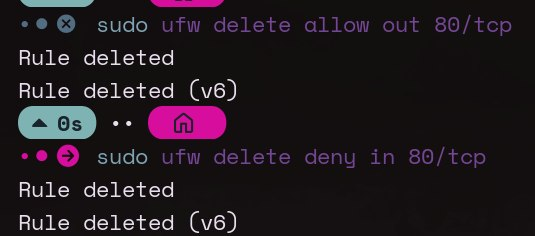 sudo ufw delete allow out 80/tcp
Rule deleted
Rule deleted (v6)
0s
sudo ufw delete deny in 80/tcp
Rule deleted
Rule deleted (v6)